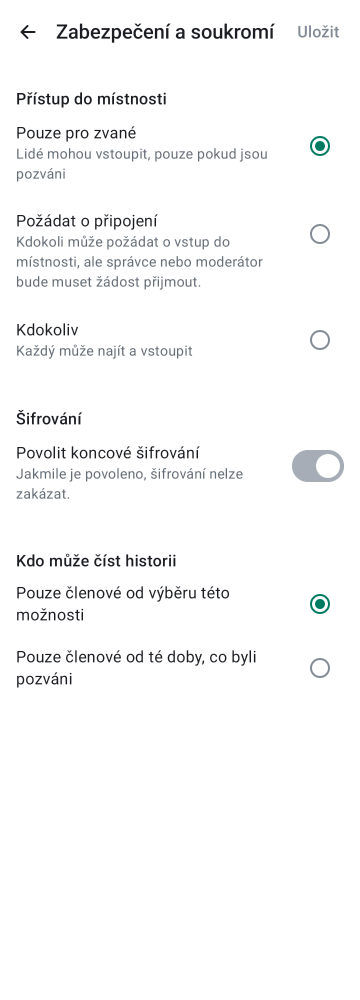 Zabezpečení a soukromí
Uložit
Přístup do místnosti
Pouze pro zvané
Lidé mohou vstoupit, pouze pokud jsou
pozváni
Požádat o připojení
Kdokoli může požádat o vstup do
místnosti, ale správce nebo moderátor
bude muset žádost přijmout.
Kdokoliv
Každý může najít a vstoupit
Šifrování
Povolit koncové šifrování
Jakmile je povoleno, šifrování nelze
zakázat.
Kdo může číst historii
Pouze členové od výběru této
možnosti
Pouze členové od té doby, co byli
pozváni